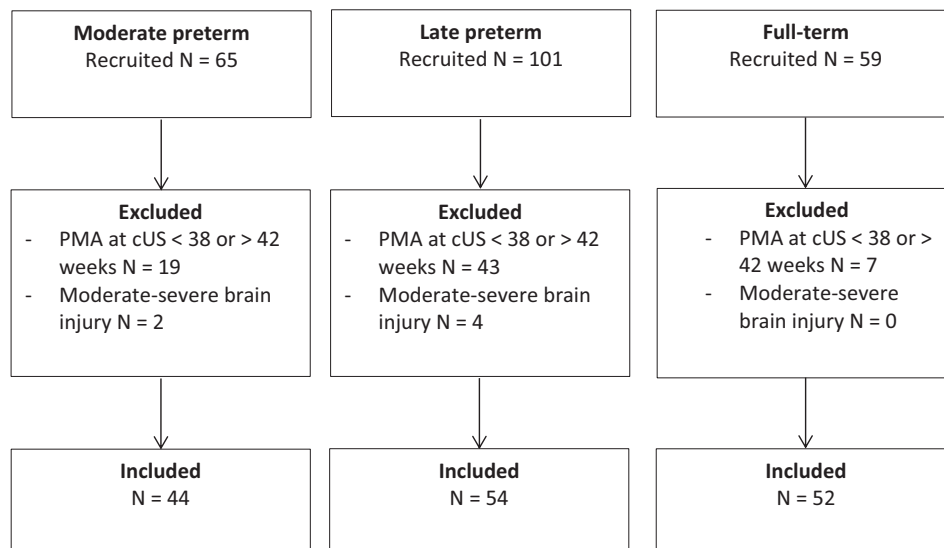 Moderate preterm
Recruited N = 65
Late preterm
Recruited N = 101
Full-term
Recruited N = 59
Excluded
- PMA at cUS < 38 or > 42
weeks N = 19
- Moderate-severe brain
injury N = 2
Excluded
- PMA at cUS < 38 or > 42
weeks N = 43
- Moderate-severe brain
injury N = 4
Excluded
- PMA at cUS < 38 or >
42 weeks N = 7
- Moderate-severe
brain injury N = 0
Included
N = 44
Included
N = 54
Included
N = 52